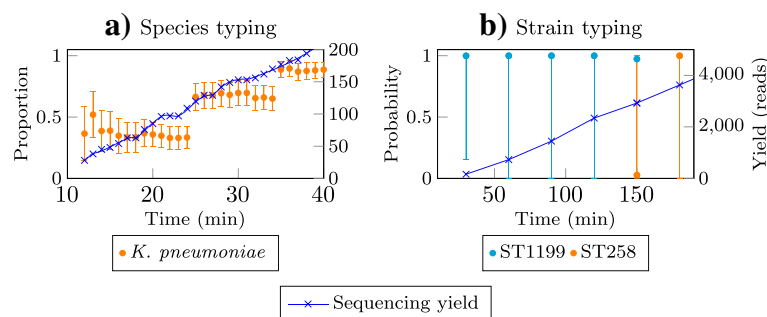 a) Species typing
Proportion
1
0.5
0
200
150
100
50
0
10 20 30 40
Time (min)
K. pneumoniae
b) Strain typing
Probability
1
0.5
0
4,000
2,000
0
Yield (reads)
50 100 150
Time (min)
ST1199 ST258
Sequencing yield